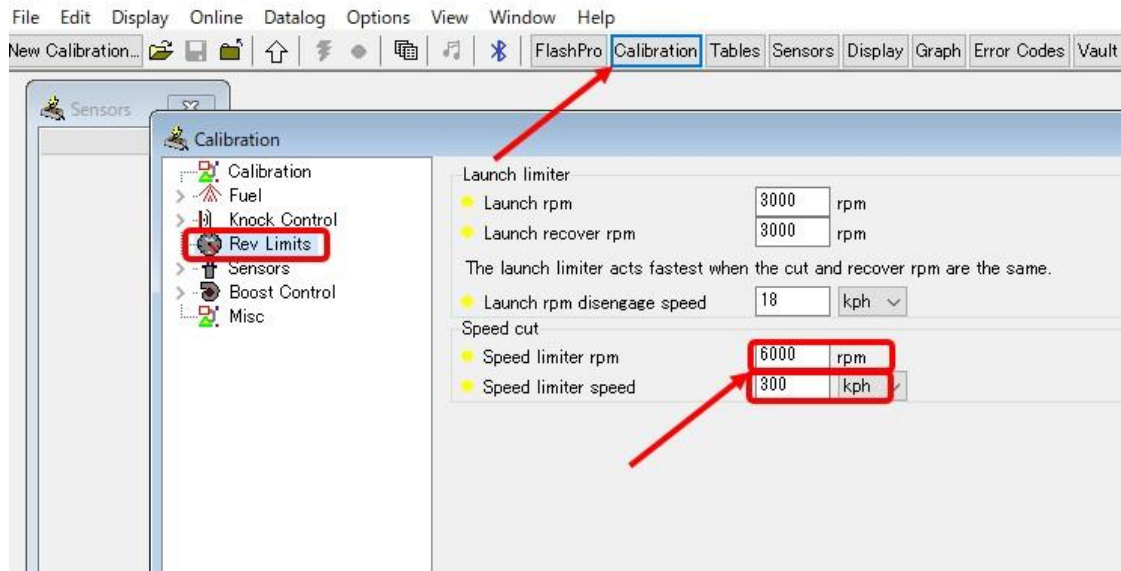 File Edit Display Online Datalog Options View Window Help
New Calibration... FlashPro Calibration Tables Sensors Display Graph Error Codes Vault
Sensors
Calibration
Calibration
Fuel
Knock Control
Rev Limits
Sensors
Boost Control
Misc
Launch limiter
Launch rpm 3000 rpm
Launch recover rpm 3000 rpm
The launch limiter acts fastest when the cut and recover rpm are the same.
Launch rpm disengage speed 18 kph
Speed cut
Speed limiter rpm 6000 rpm
Speed limiter speed 300 kph